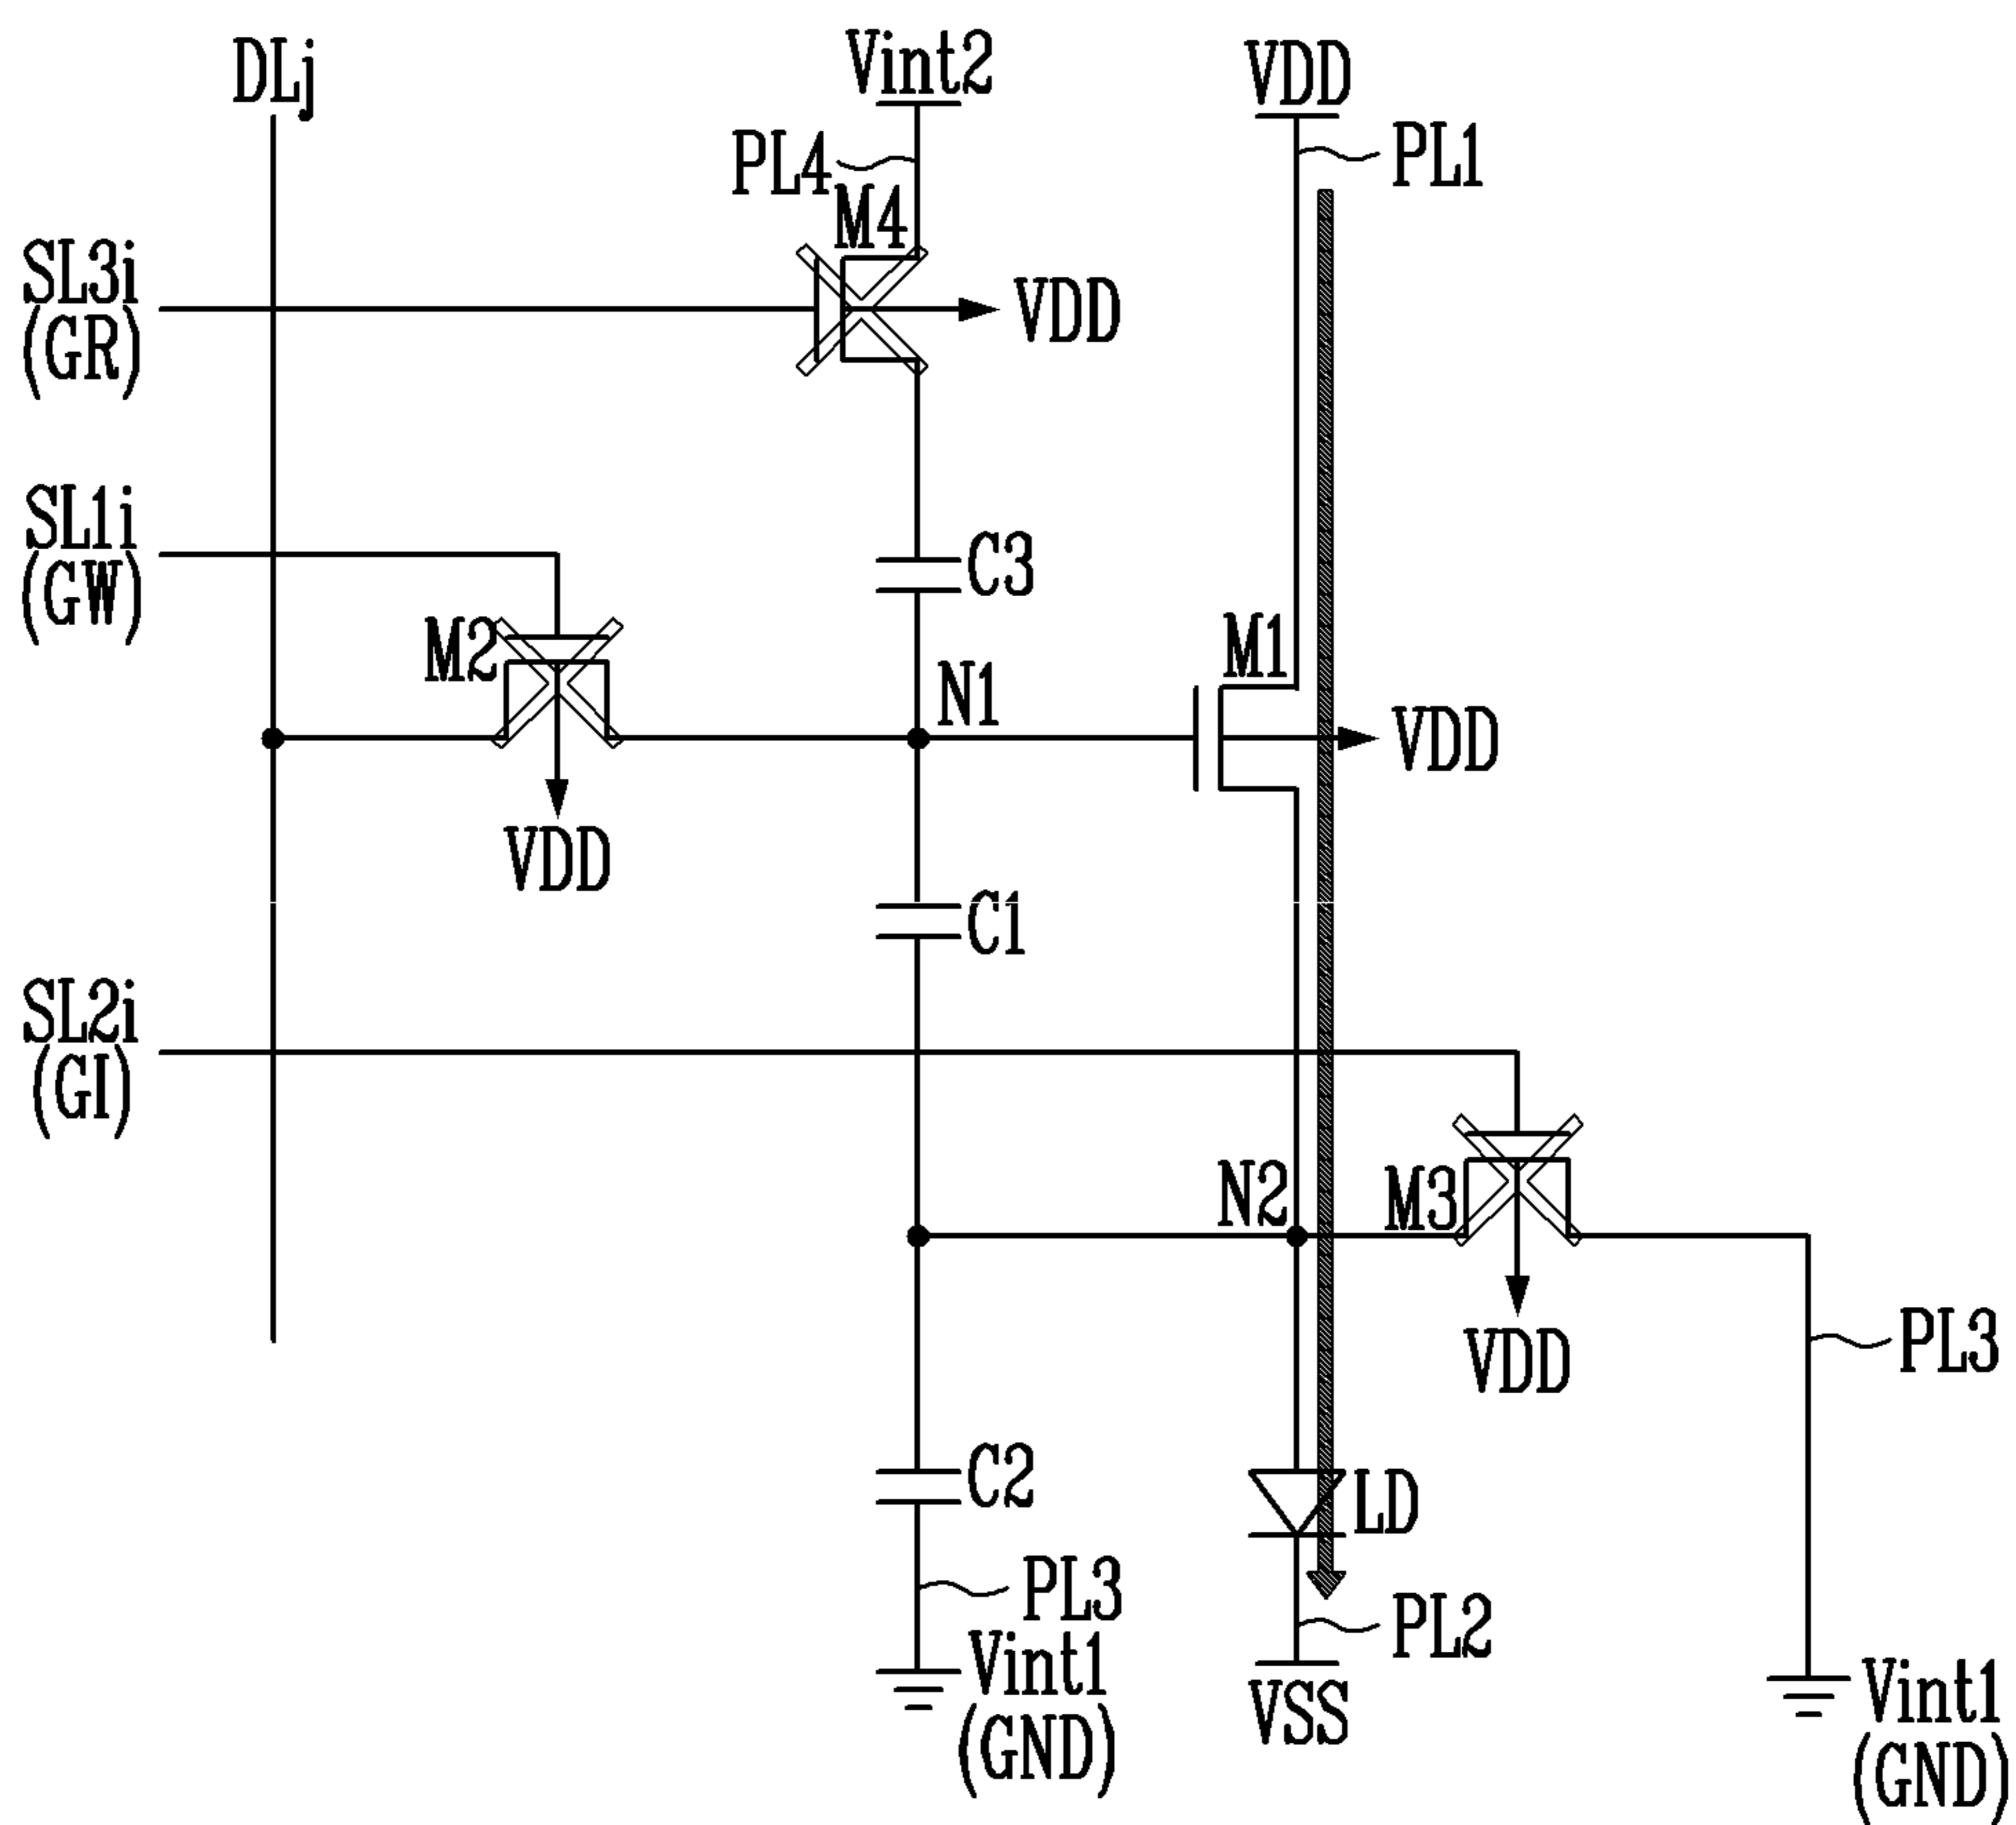 DLj
Vint2
VDD
PL4
PL1
M4
SL3i
(GR)
VDD
SL1i
(GW)
C3
M2
N1
M1
VDD
VDD
C1
SL2i
(GI)
N2
M3
VDD
PL3
C2
LD
PL3
PL2
Vint1
(GND)
VSS
Vint1
(GND)